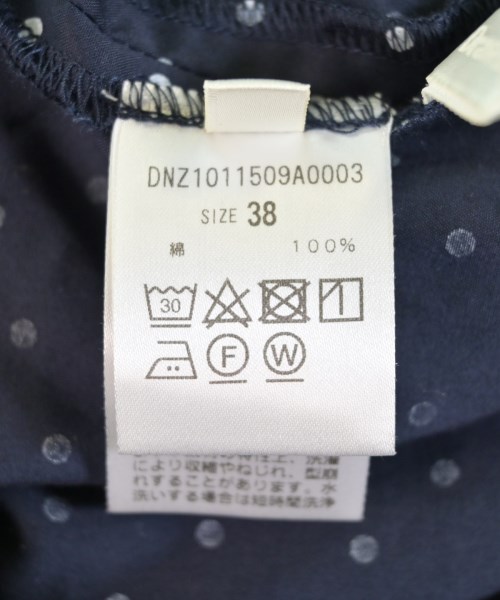 DNZ1011509A0003
SIZE 38
綿 100%
30
F W
により収縮やねじれ、型崩
れすることがあります。水
洗いする場合は短時間洗浄